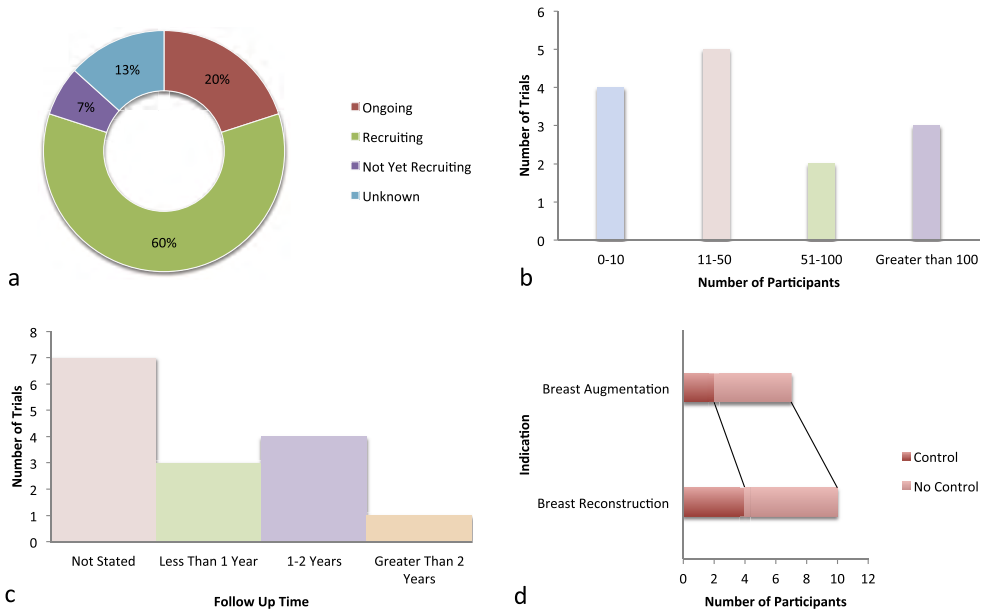 13%
20%
7%
60%
Ongoing
Recruiting
Not Yet Recruiting
Unknown
a
Number of Trials
6
5
4
3
2
1
0
0-10 11-50 51-100 Greater than 100
Number of Participants
b
Number of Trials
8
7
6
5
4
3
2
1
0
Not Stated Less Than 1 Year 1-2 Years Greater Than 2
Years
Follow Up Time
c
Indication
Breast Augmentation
Breast Reconstruction
Control
No Control
0 2 4 6 8 10 12
Number of Participants
d